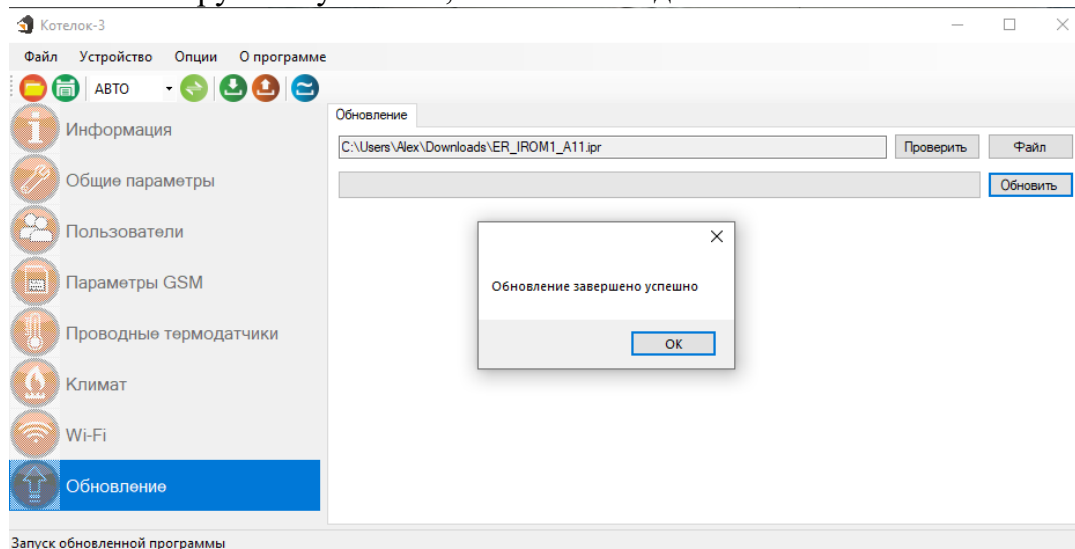 Котелок-3
Файл Устройство Опции О программе
АВТО
Обновление
Информация
C:\Users\Alex\Downloads\ER_IROM1_A11.ipr Проверить Файл
Общие параметры
Обновить
Пользователи
Обновление завершено успешно
Параметры GSM
Проводные термодатчики
OK
Климат
Wi-Fi
Обновление
Запуск обновленной программы